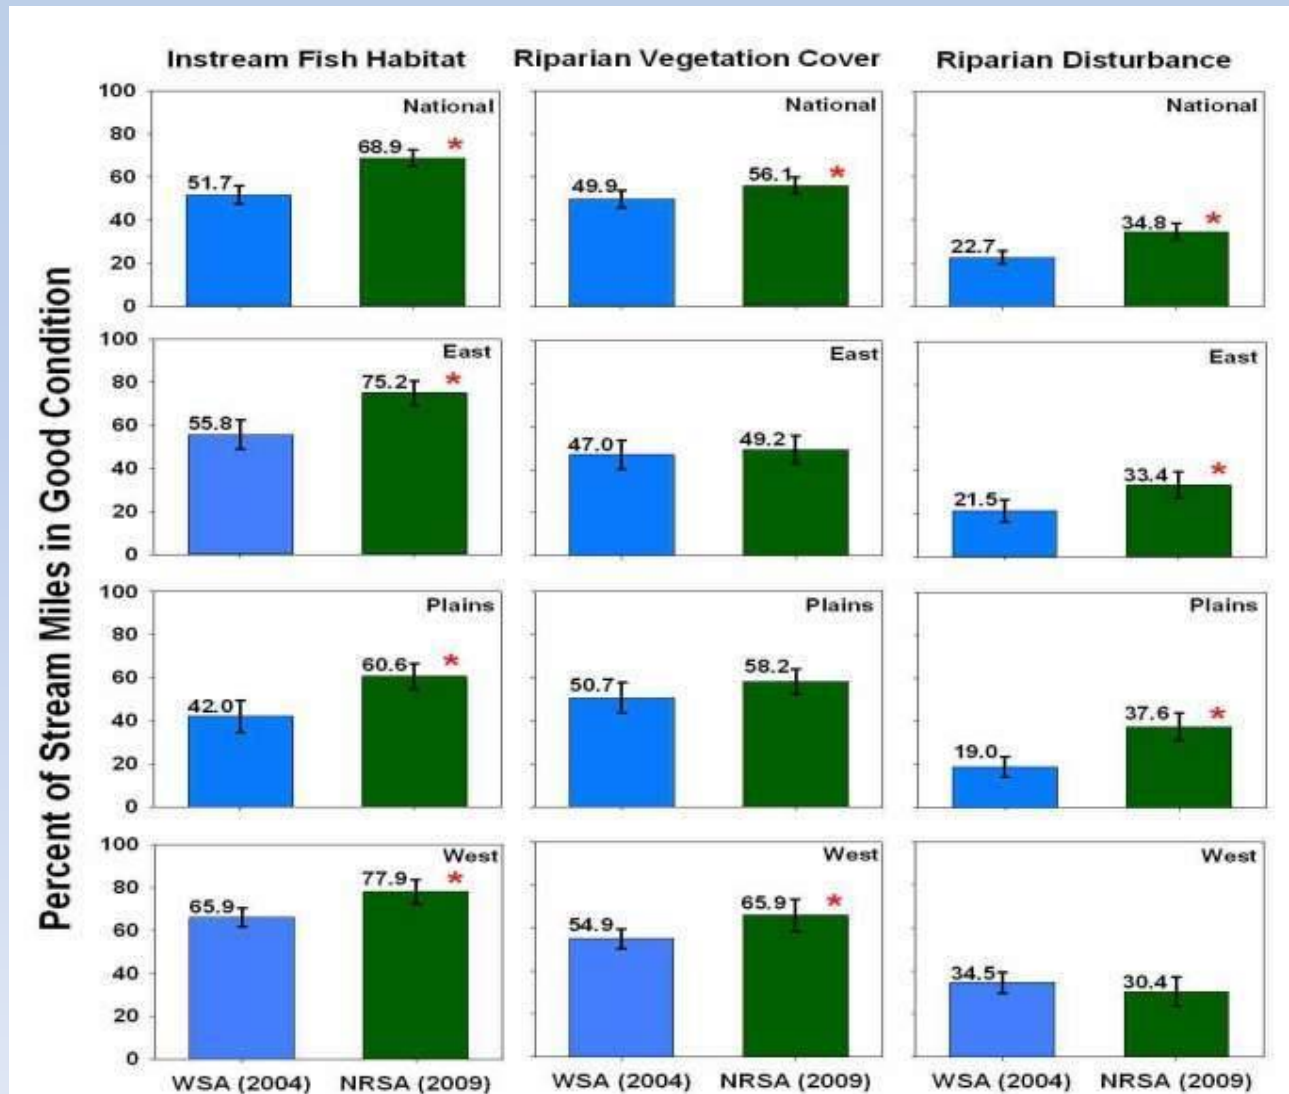 Instream Fish Habitat
Riparian Vegetation Cover
Riparian Disturbance
Percent of Stream Miles in Good Condition
100
80
60
40
20
0
National
51.7
68.9 *
National
49.9
56.1 *
National
22.7
34.8 *
100
80
60
40
20
0
East
55.8
75.2 *
East
47.0
49.2
East
21.5
33.4 *
100
80
60
40
20
0
Plains
42.0
60.6 *
Plains
50.7
58.2
Plains
19.0
37.6 *
100
80
60
40
20
0
West
65.9
77.9 *
West
54.9
65.9 *
West
34.5
30.4
WSA (2004) NRSA (2009)
WSA (2004) NRSA (2009)
WSA (2004) NRSA (2009)